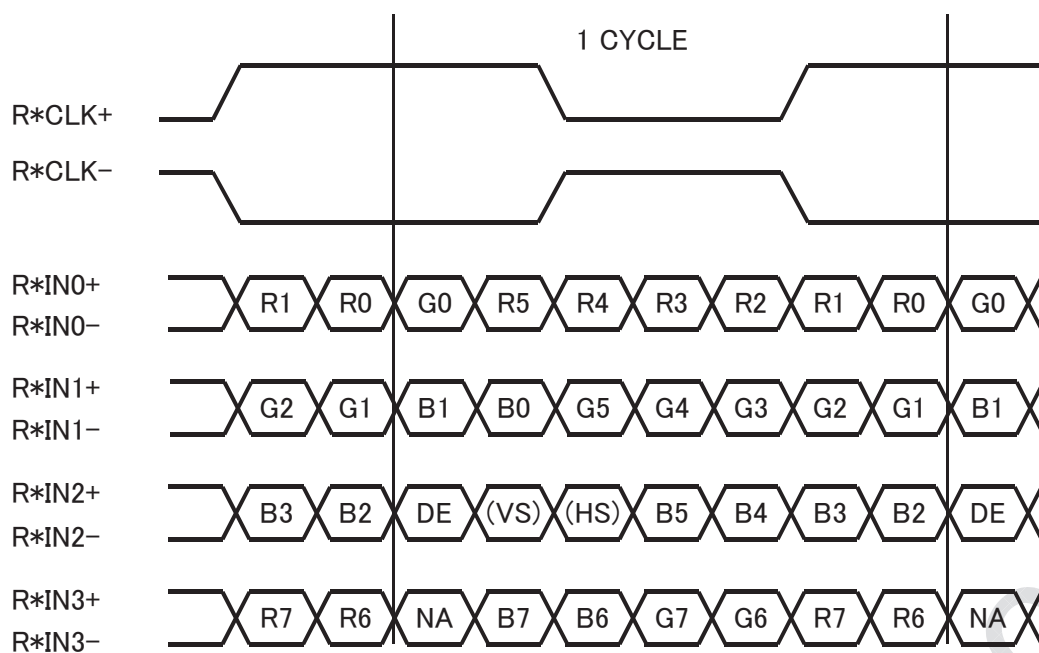 1 CYCLE
R*CLK+
R*CLK-
R*IN0+
R1 R0 G0 R5 R4 R3 R2 R1 R0 G0
R*IN0-
R*IN1+
G2 G1 B1 B0 G5 G4 G3 G2 G1 B1
R*IN1-
R*IN2+
B3 B2 DE (VS) (HS) B5 B4 B3 B2 DE
R*IN2-
R*IN3+
R7 R6 NA B7 B6 G7 G6 R7 R6 NA
R*IN3-